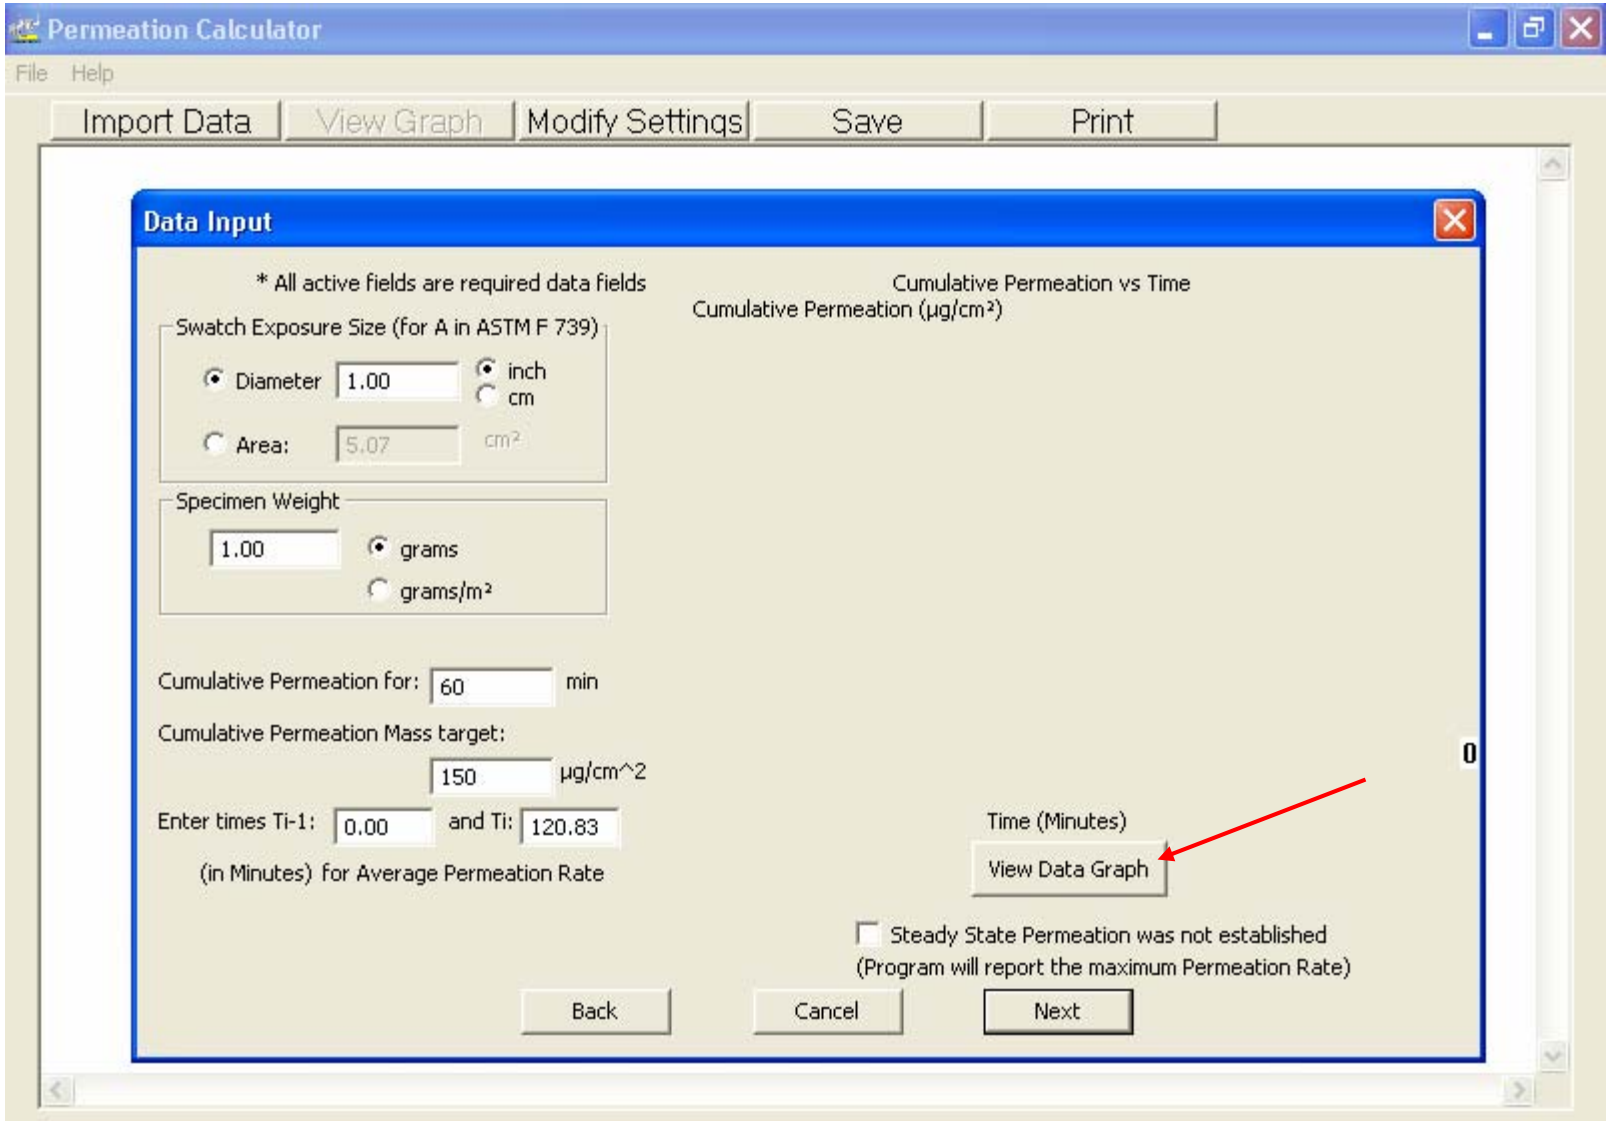 Permeation Calculator
File Help
Import Data View Graph Modify Settings Save Print
Data Input
* All active fields are required data fields
Cumulative Permeation vs Time
Cumulative Permeation (µg/cm²)
Swatch Exposure Size (for A in ASTM F 739)
Diameter 1.00 inch
cm
Area: 5.07 cm²
Specimen Weight
1.00 grams
grams/m²
Cumulative Permeation for: 60 min
Cumulative Permeation Mass target:
150 µg/cm^2
0
Enter times Ti-1: 0.00 and Ti: 120.83
(in Minutes) for Average Permeation Rate
Time (Minutes)
View Data Graph
Steady State Permeation was not established
(Program will report the maximum Permeation Rate)
Back Cancel Next